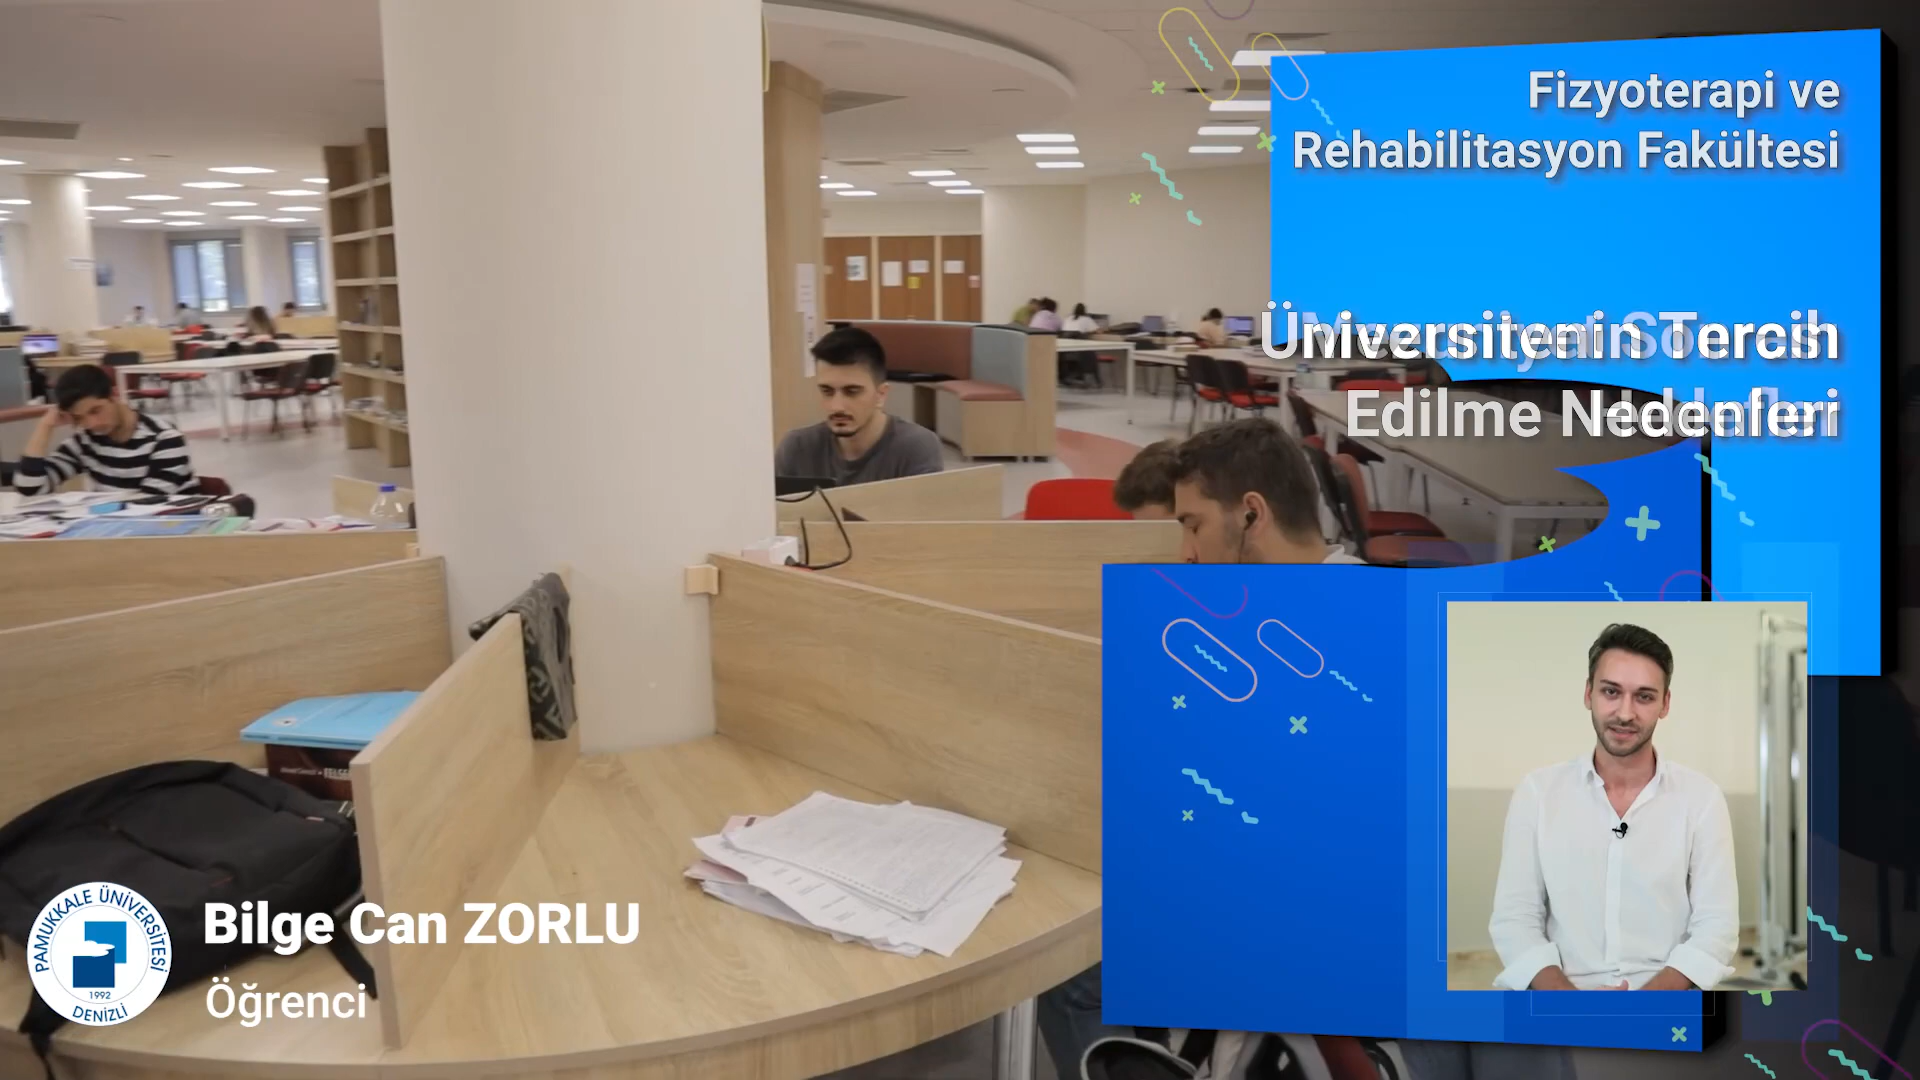 Fizyoterapi ve
Rehabilitasyon Fakültesi
Üniversitenin Tercih
Edilme Nedenleri
Bilge Can ZORLU
Öğrenci
PAMUKKALE ÜNİVERSİTESİ
1992
DENİZLİ